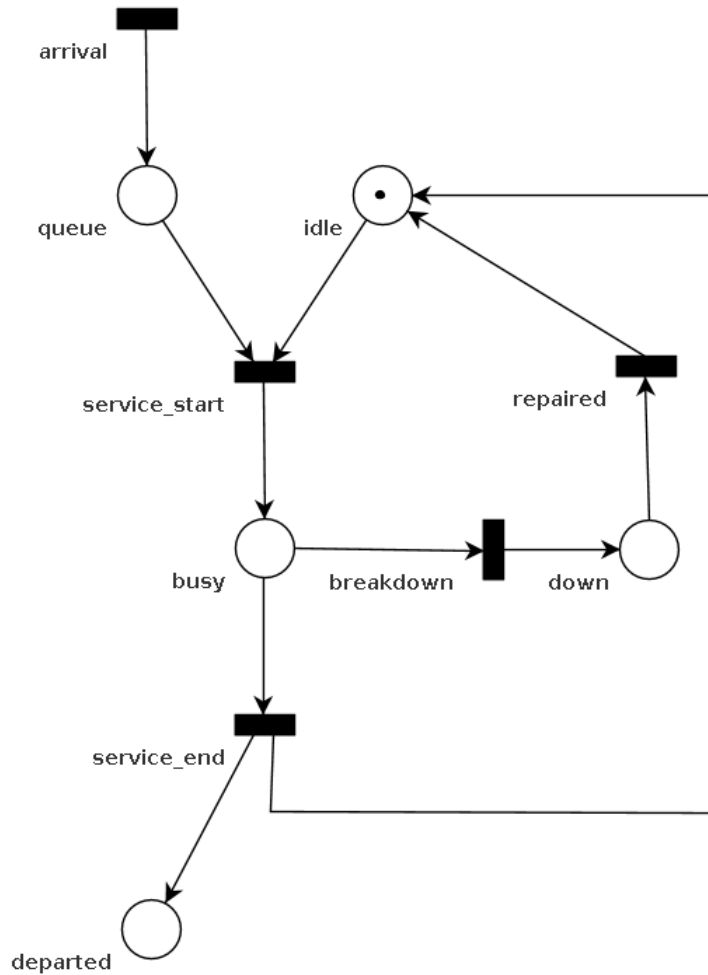 arrival
queue
idle
service_start
repaired
busy
breakdown
down
service_end
departed